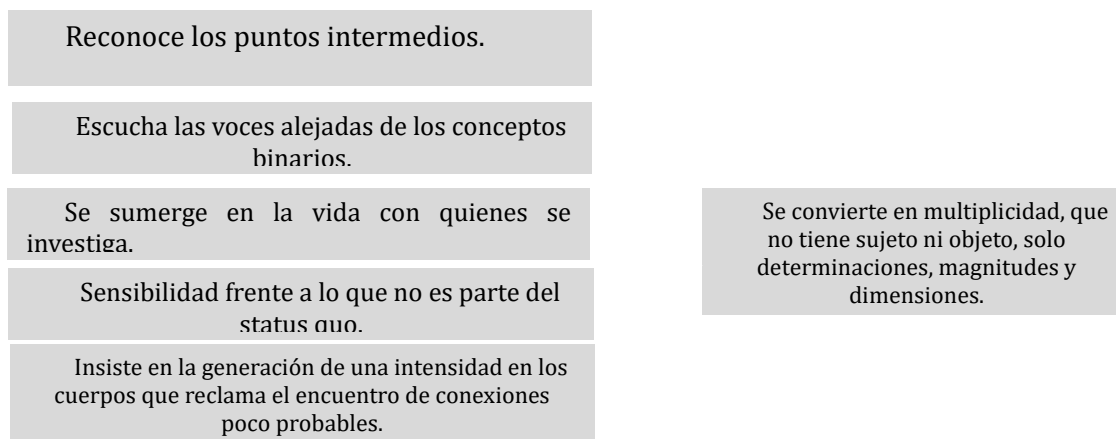 Reconoce los puntos intermedios.
Escucha las voces alejadas de los conceptos
binarios.
Se sumerge en la vida con quienes se
investiga.
Sensibilidad frente a lo que no es parte del
status quo.
Insiste en la generación de una intensidad en los
cuerpos que reclama el encuentro de conexiones
poco probables.
Se convierte en multiplicidad, que
no tiene sujeto ni objeto, solo
determinaciones, magnitudes y
dimensiones.